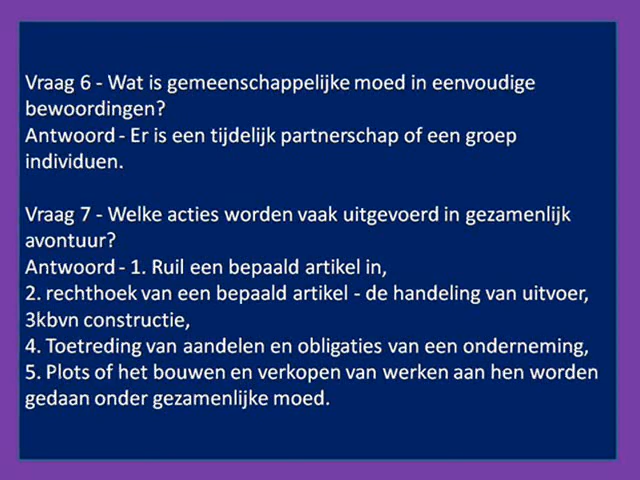 Vraag 6 - Wat is gemeenschappelijke moed in eenvoudige
bewoordingen?
Antwoord - Er is een tijdelijk partnerschap of een groep
individuen.
Vraag 7 - Welke acties worden vaak uitgevoerd in gezamenlijk
avontuur?
Antwoord - 1. Ruil een bepaald artikel in,
2. rechthoek van een bepaald artikel - de handeling van uitvoer,
3kbvn constructie,
4. Toetreding van aandelen en obligaties van een onderneming,
5. Plots of het bouwen en verkopen van werken aan hen worden
gedaan onder gezamenlijke moed.